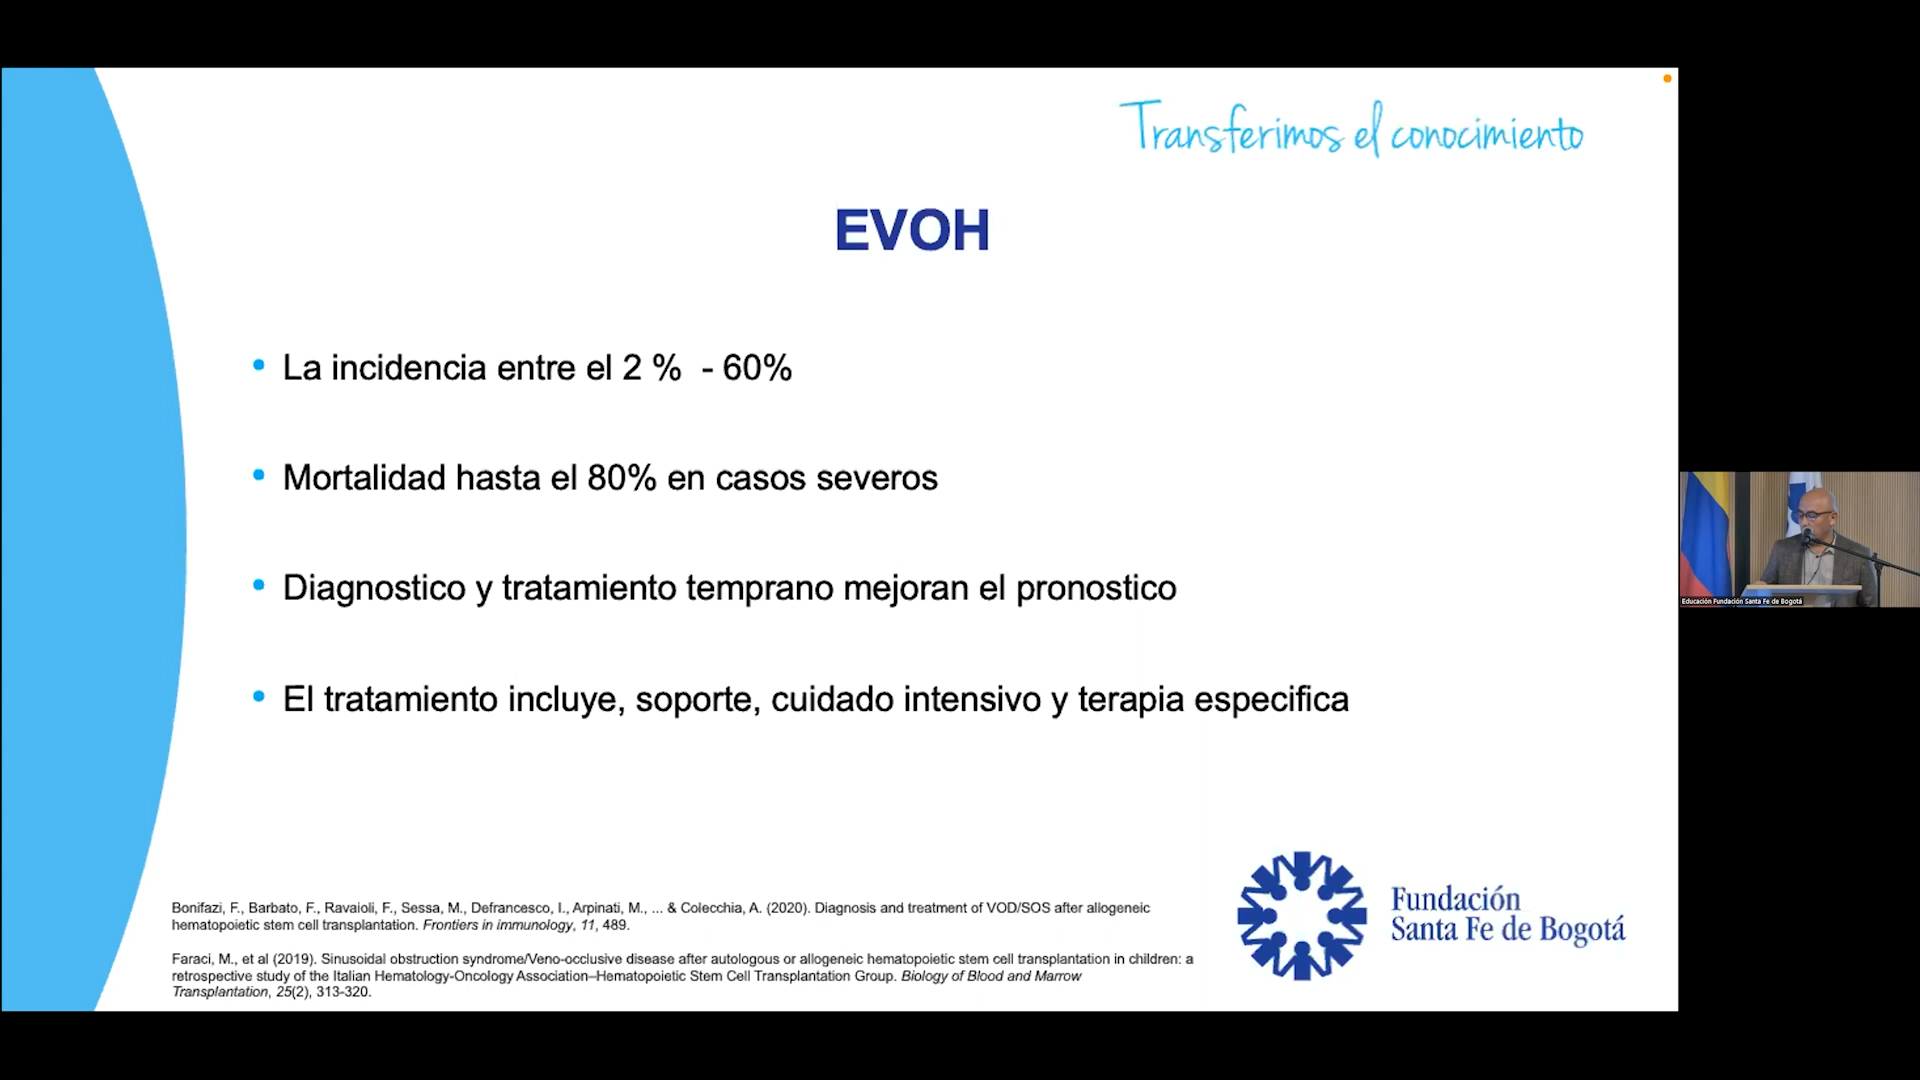 Transferimos el conocimiento
EVOH
• La incidencia entre el 2 %  - 60%
• Mortalidad hasta el 80% en casos severos
• Diagnostico y tratamiento temprano mejoran el pronostico
• El tratamiento incluye, soporte, cuidado intensivo y terapia especifica
Bonifazi, F., Barbato, F., Ravaioli, F., Sessa, M., Defrancesco, I., Arpinati, M., ... & Colecchia, A. (2020). Diagnosis and treatment of VOD/SOS after allogeneic
hematopoietic stem cell transplantation. Frontiers in immunology, 11, 489.
Faraci, M., et al (2019). Sinusoidal obstruction syndrome/Veno-occlusive disease after autologous or allogeneic hematopoietic stem cell transplantation in children: a
retrospective study of the Italian Hematology-Oncology Association–Hematopoietic Stem Cell Transplantation Group. Biology of Blood and Marrow
Transplantation, 25(2), 313-320.
Fundación
Santa Fe de Bogotá
Educación Fundación Santa Fe de Bogotá